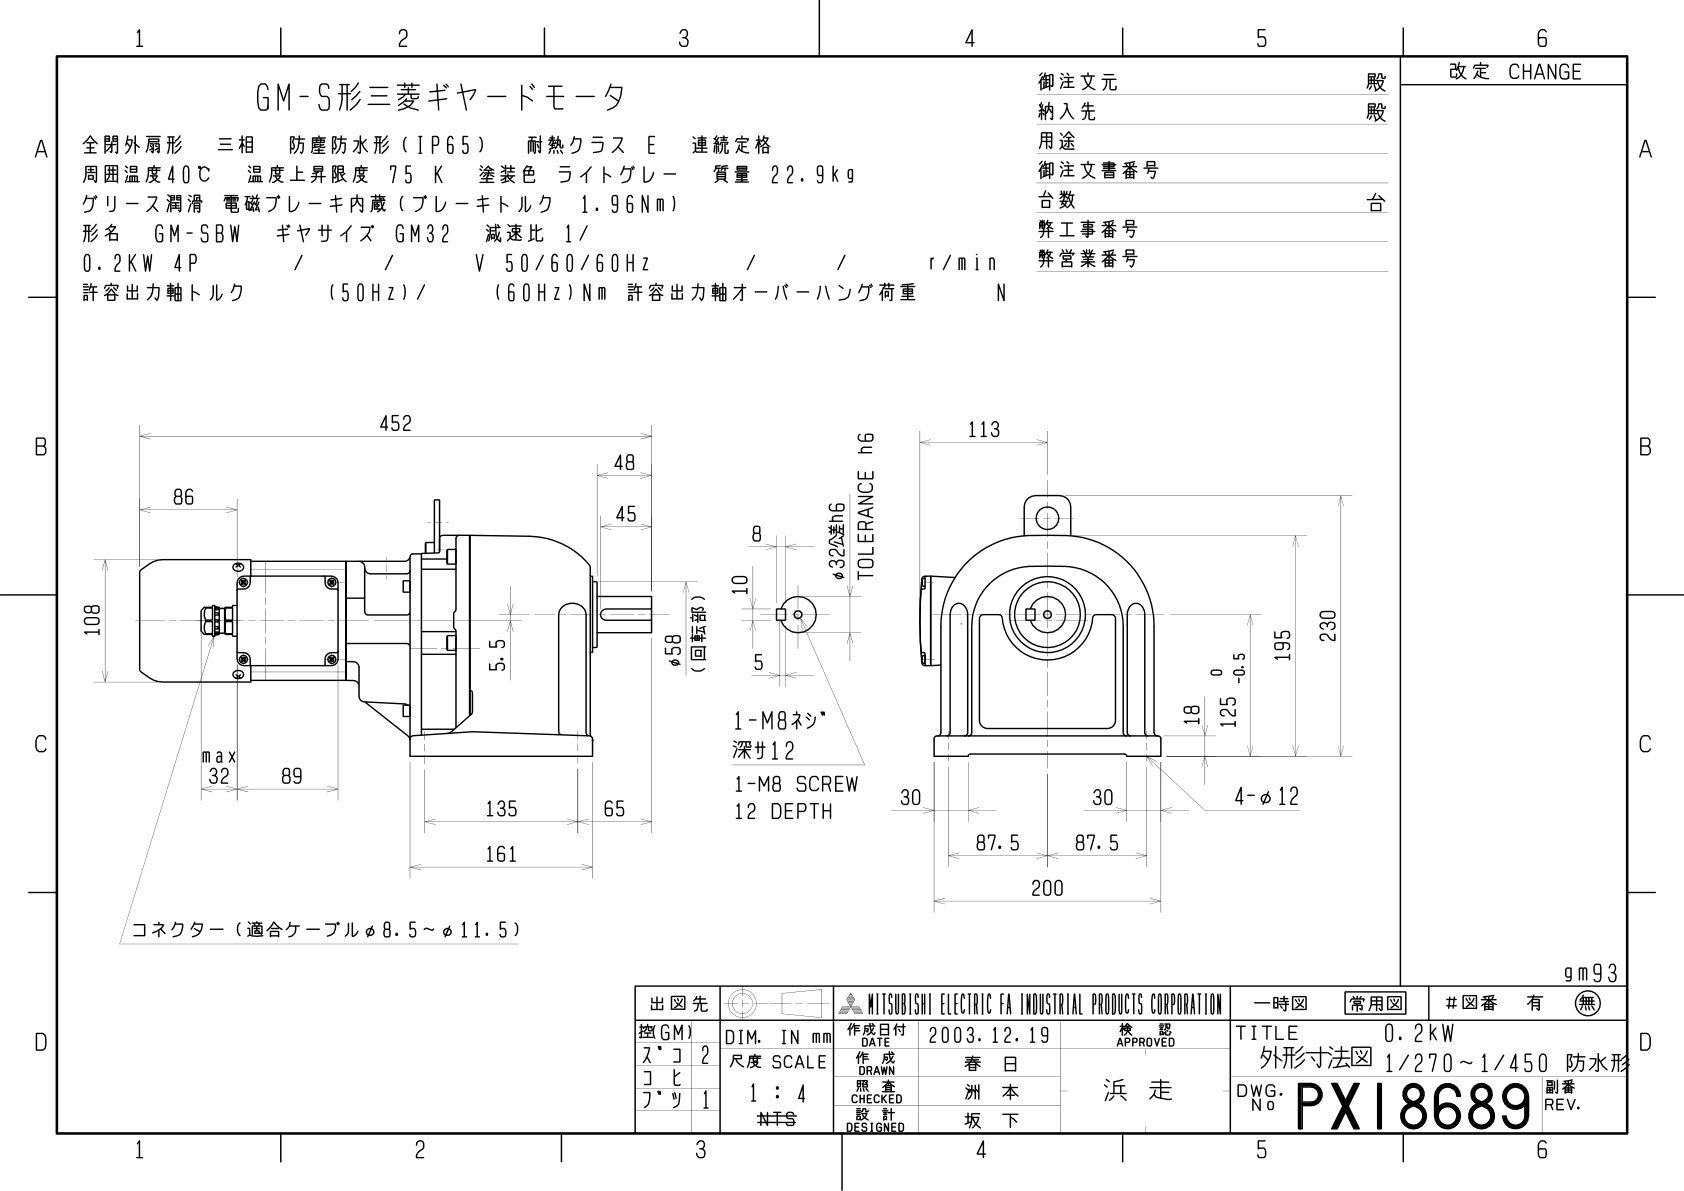 1 2 3 4 5 6
改定 CHANGE
GM-S形三菱ギヤードモータ
全閉外扇形 三相 防塵防水形(IP65) 耐熱クラス E 連続定格
周囲温度40℃ 温度上昇限度 75 K 塗装色 ライトグレー 質量 22.9kg
グリース潤滑 電磁ブレーキ内蔵(ブレーキトルク 1.96Nm)
形名 GM-SBW ギヤサイズ GM32 減速比 1/
0.2KW 4P / / V 50/60/60Hz / / r/min
許容出力軸トルク (50Hz)/ (60Hz)Nm 許容出力軸オーバーハング荷重 N
御注文元 殿
納入先 殿
用途
御注文書番号
台数 台
弊工事番号
弊営業番号
A A
B B
C C
D D
452
48
86
45
108
5.5
φ58
(回転部)
max
32
89
135
65
161
コネクター(適合ケーブルφ8.5~φ11.5)
8
10
5
φ32公差h6
TOLERANCE h6
1-M8ネジ
深サ12
1-M8 SCREW
12 DEPTH
113
230
195
125 0 -0.5
18
30
30
4-φ12
87.5
87.5
200
gm93
出図先
控(GM)
ズコ 2
コヒ
ブツ 1
DIM. IN mm
尺度 SCALE
1 : 4
NTS
MITSUBISHI ELECTRIC FA INDUSTRIAL PRODUCTS CORPORATION
作成日付 DATE 2003.12.19
作成 DRAWN 春日
照査 CHECKED 洲本
設計 DESIGNED 坂下
検認 APPROVED
浜走
一時図 常用図 #図番 有 無
TITLE 0.2kW
外形寸法図 1/270~1/450 防水形
DWG. No PX18689 副番 REV.
1 2 3 4 5 6